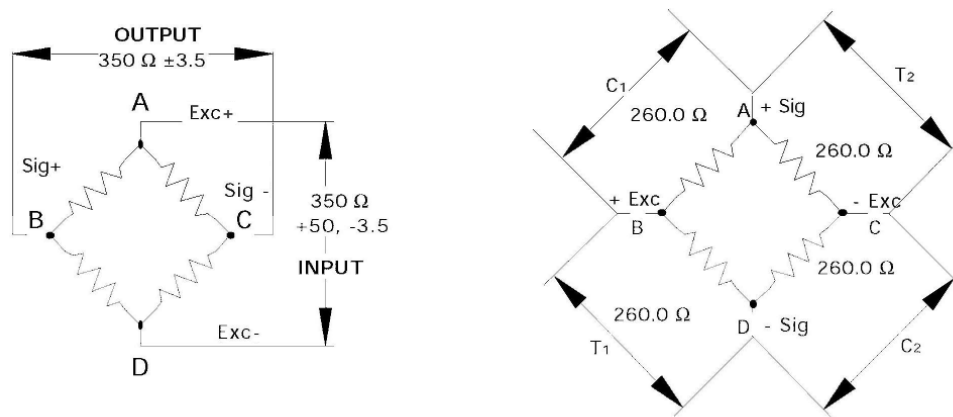 OUTPUT
350 Ω ±3.5
A
Exc+
Sig+
Sig -
B
C
350 Ω
+50, -3.5
INPUT
Exc-
D
C1
T2
A + Sig
260.0 Ω
260.0 Ω
+ Exc
- Exc
B
C
260.0 Ω
260.0 Ω
D - Sig
T1
C2